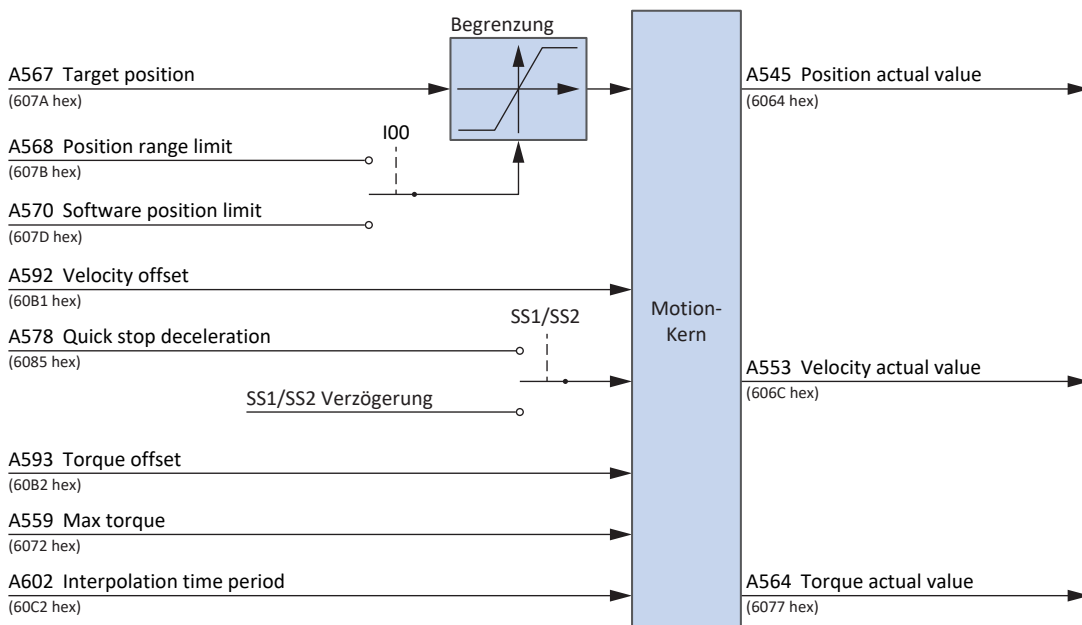 Begrenzung
A567 Target position
(607A hex)
A545 Position actual value
(6064 hex)
I00
A568 Position range limit
(607B hex)
A570 Software position limit
(607D hex)
A592 Velocity offset
(60B1 hex)
Motion-
Kern
SS1/SS2
A578 Quick stop deceleration
(6085 hex)
A553 Velocity actual value
(606C hex)
SS1/SS2 Verzögerung
A593 Torque offset
(60B2 hex)
A559 Max torque
(6072 hex)
A602 Interpolation time period
(60C2 hex)
A564 Torque actual value
(6077 hex)